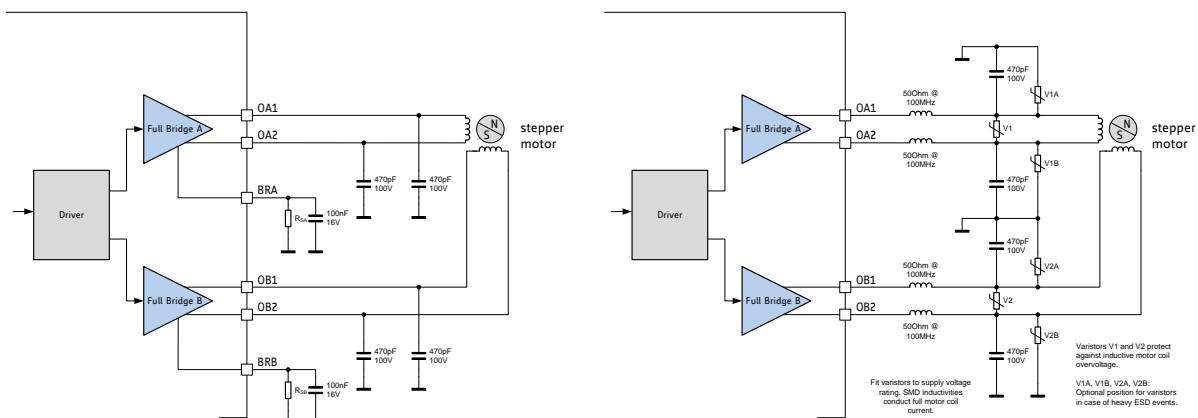 Driver
Full Bridge A
Full Bridge B
OA1
OA2
BRA
RSA
100nF
16V
470pF
100V
470pF
100V
N
S
stepper
motor
OB1
OB2
BRB
RSB
100nF
16V
470pF
100V
470pF
100V
Driver
Full Bridge A
Full Bridge B
OA1
OA2
50Ohm @
100MHz
50Ohm @
100MHz
470pF
100V
V1A
V1
V1B
470pF
100V
N
S
stepper
motor
470pF
100V
V2A
OB1
OB2
50Ohm @
100MHz
50Ohm @
100MHz
V2
V2B
470pF
100V
Fit varistors to supply voltage
rating. SMD inductivities
conduct full motor coil
current.
Varistors V1 and V2 protect
against inductive motor coil
overvoltage.
V1A, V1B, V2A, V2B:
Optional position for varistors
in case of heavy ESD events.